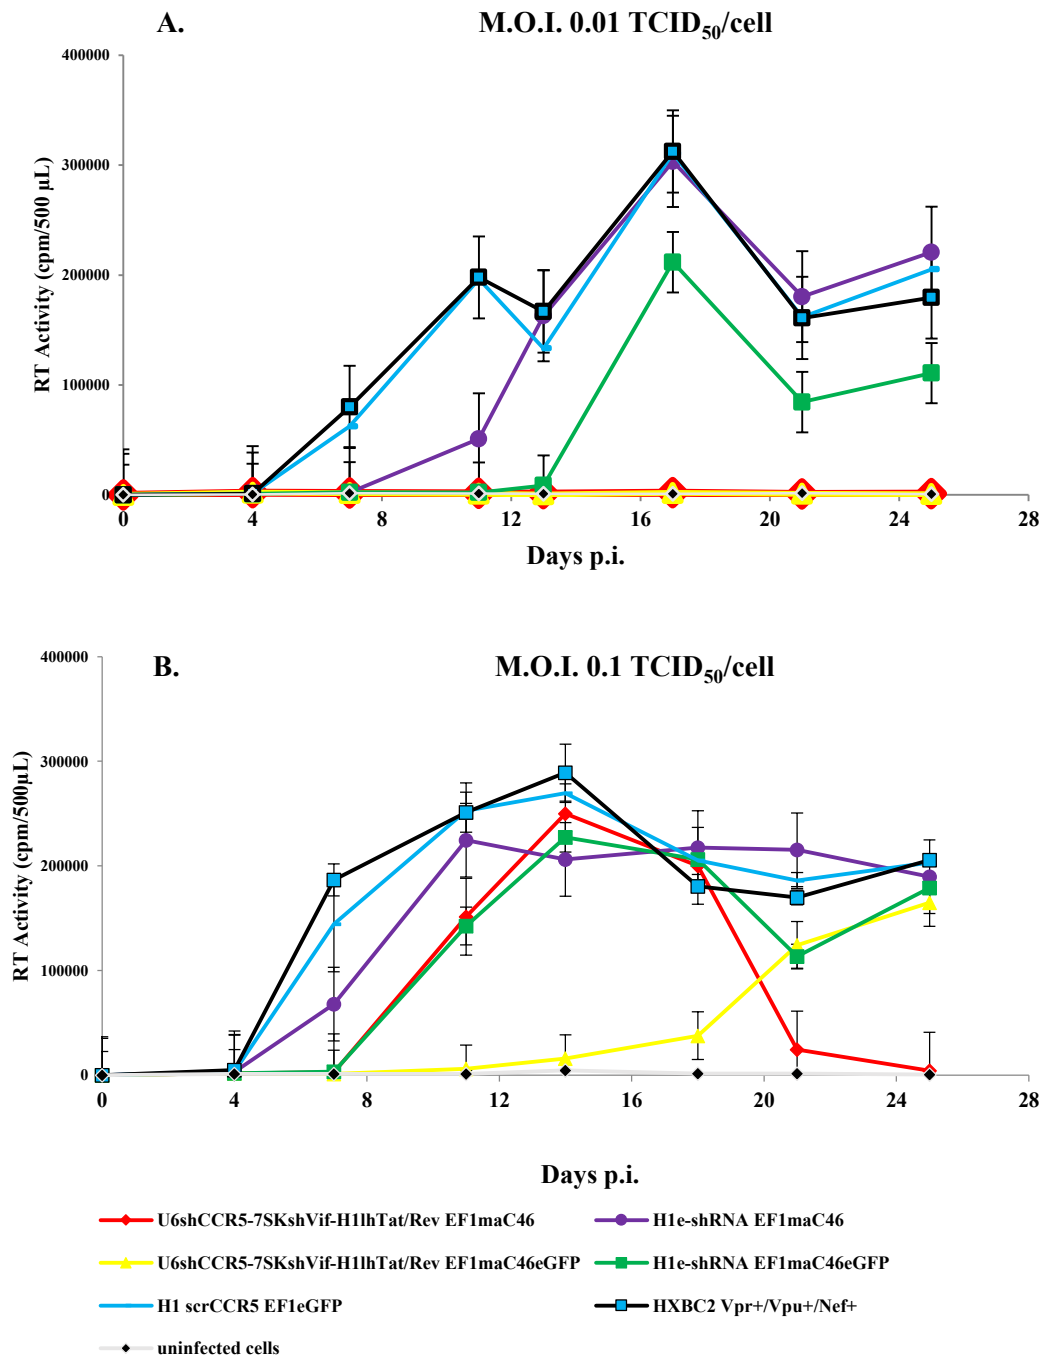 A.
M.O.I. 0.01 TCID50/cell
RT Activity (cpm/500 µL)
400000
300000
200000
100000
0
0 4 8 12 16 20 24 28
Days p.i.
B.
M.O.I. 0.1 TCID50/cell
RT Activity (cpm/500µL)
400000
300000
200000
100000
0
0 4 8 12 16 20 24 28
Days p.i.
U6shCCR5-7SKshVif-H1lhTat/Rev EF1maC46
H1e-shRNA EF1maC46
U6shCCR5-7SKshVif-H1lhTat/Rev EF1maC46eGFP
H1e-shRNA EF1maC46eGFP
H1 scrCCR5 EF1eGFP
HXBC2 Vpr+/Vpu+/Nef+
uninfected cells